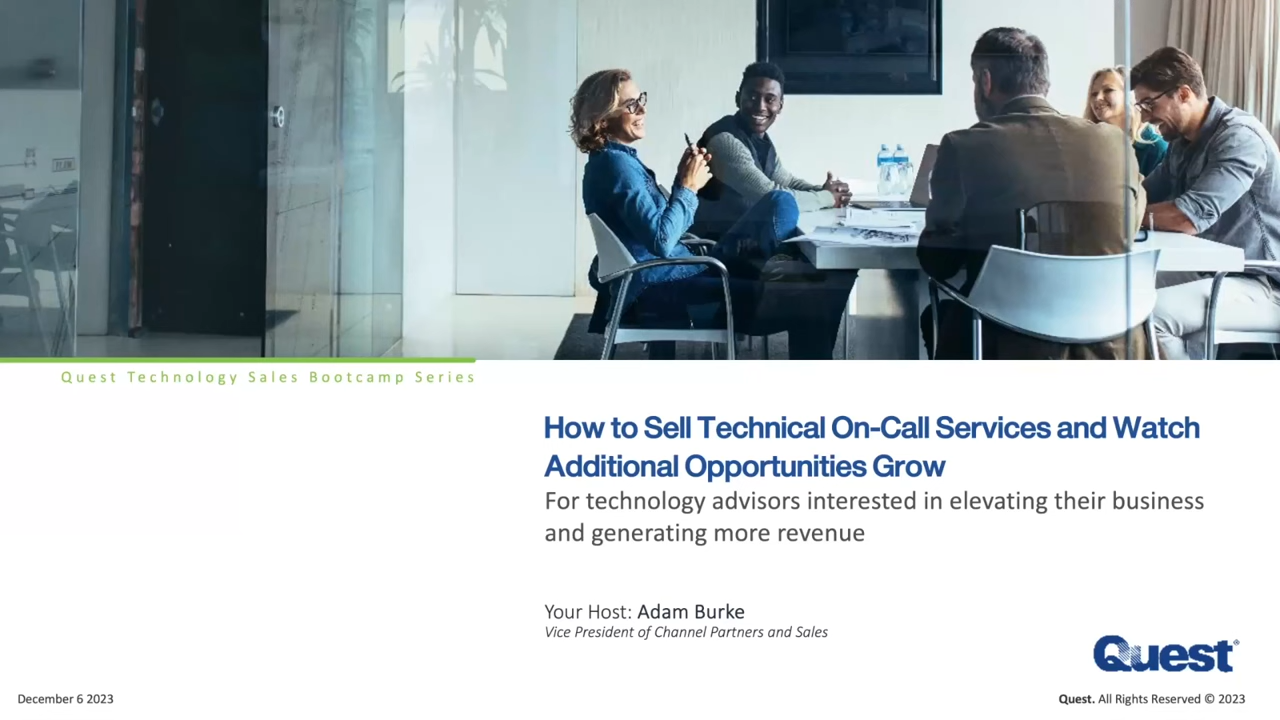 Quest Technology Sales Bootcamp Series
How to Sell Technical On-Call Services and Watch
Additional Opportunities Grow
For technology advisors interested in elevating their business
and generating more revenue
Your Host: Adam Burke
Vice President of Channel Partners and Sales
Quest®
December 6 2023
Quest. All Rights Reserved © 2023